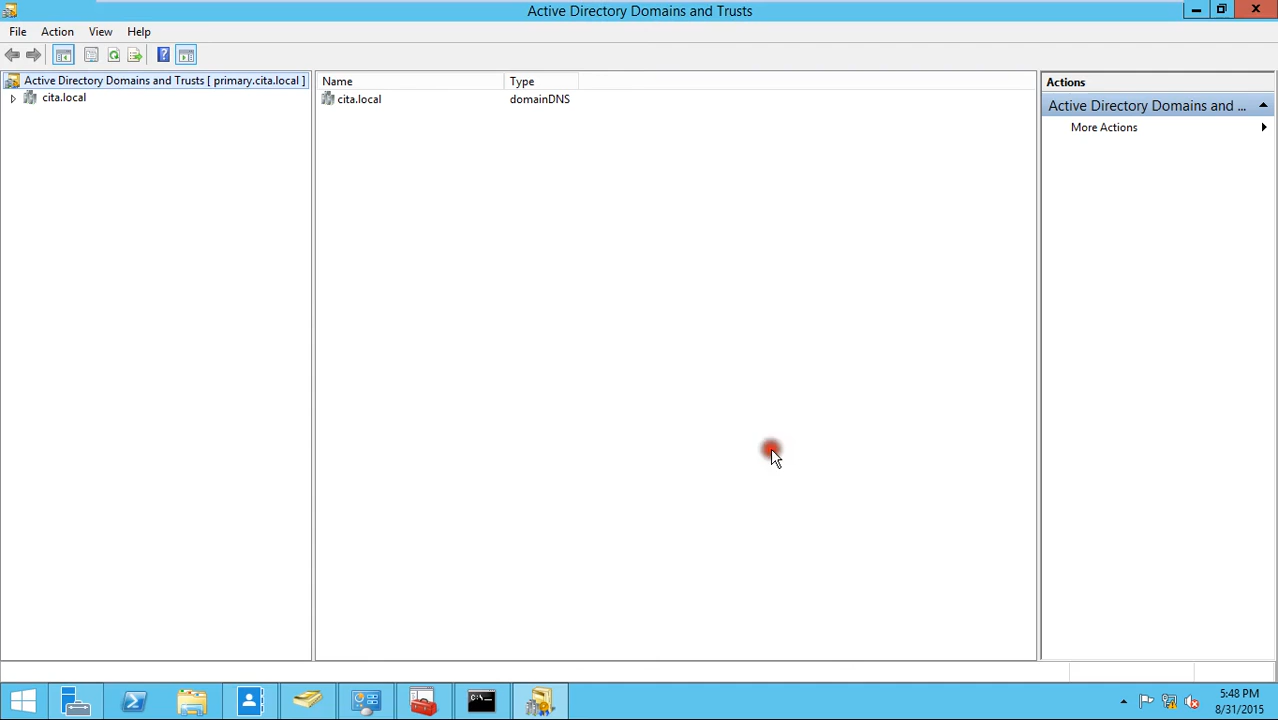 Active Directory Domains and Trusts
File Action View Help
Active Directory Domains and Trusts [ primary.cita.local ]
cita.local
Name Type
cita.local domainDNS
Actions
Active Directory Domains and ...
More Actions
5:48 PM
8/31/2015